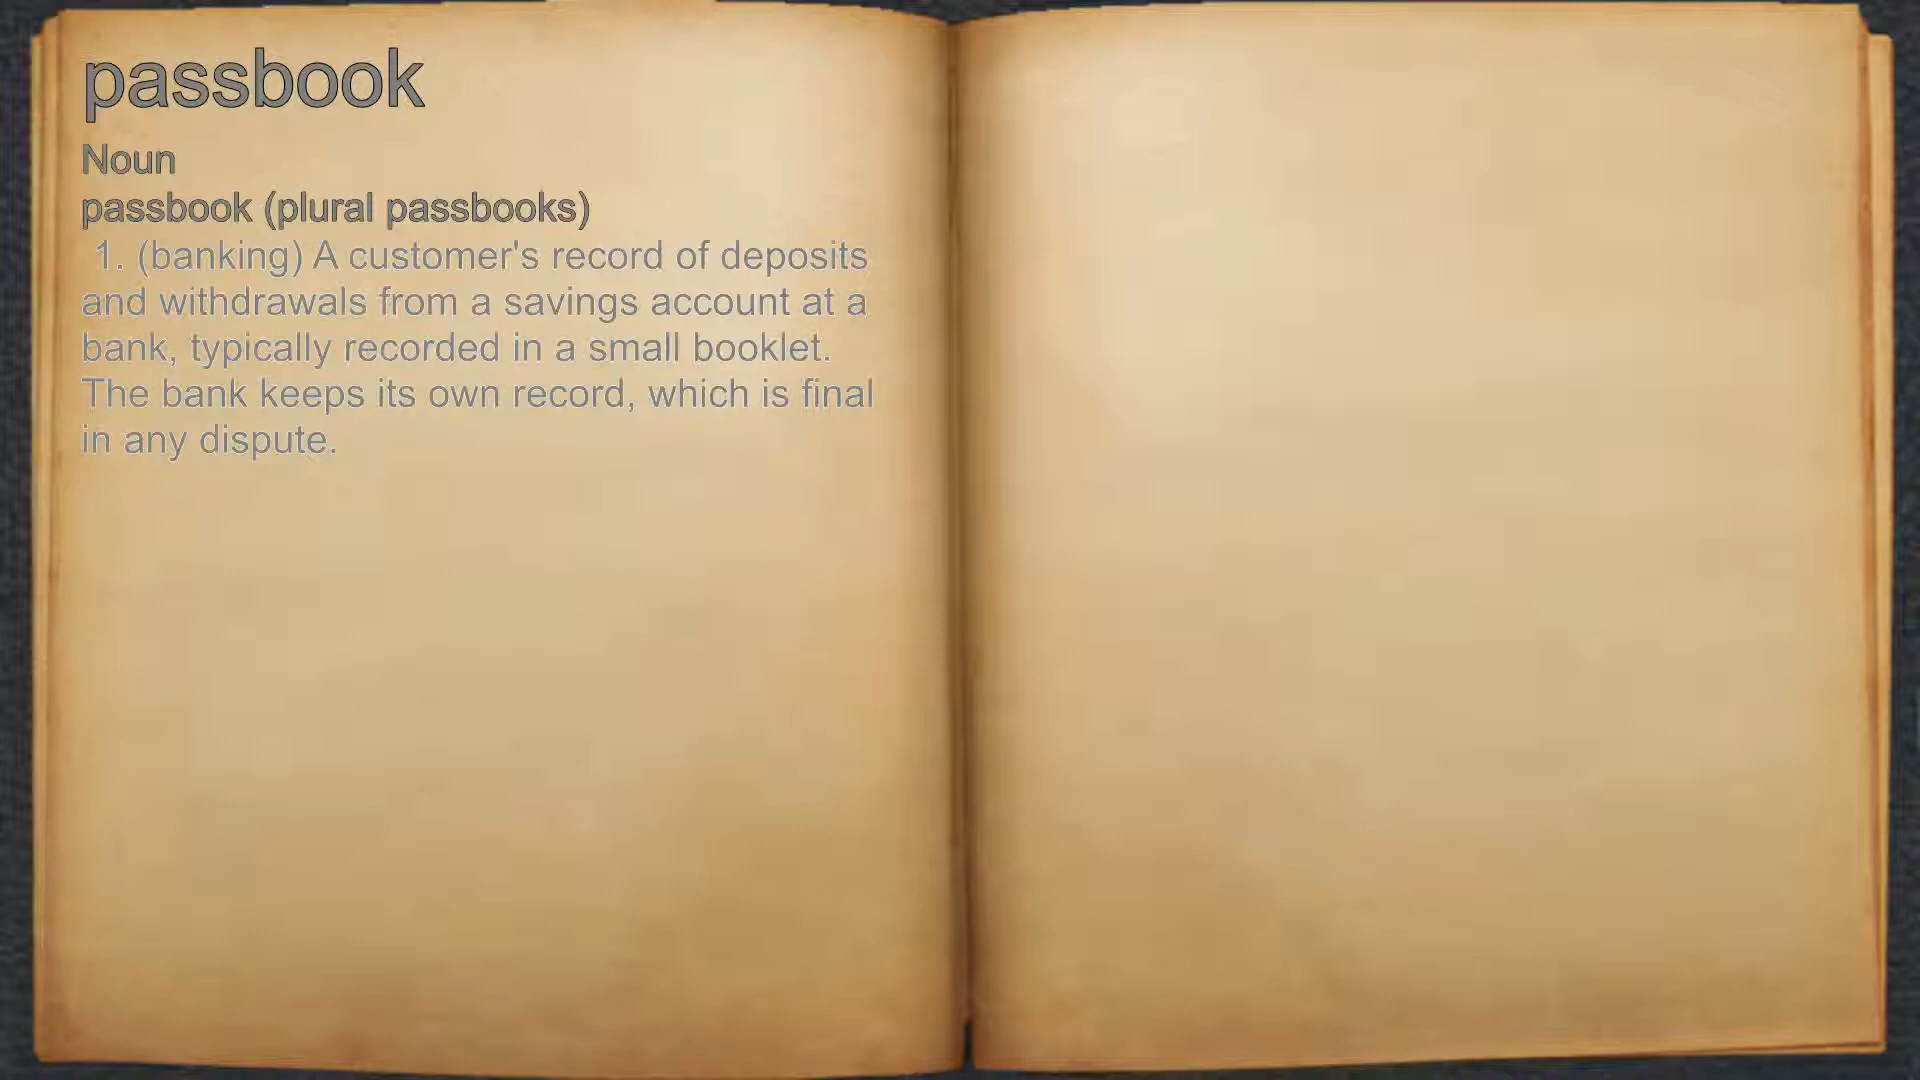 passbook
Noun
passbook (plural passbooks)
1. (banking) A customer's record of deposits
and withdrawals from a savings account at a
bank, typically recorded in a small booklet.
The bank keeps its own record, which is final
in any dispute.